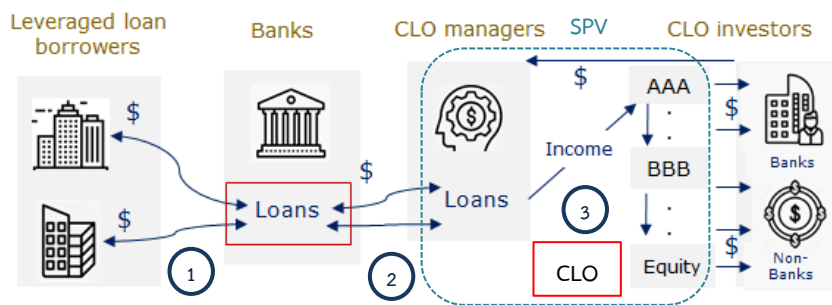 Leveraged loan
borrowers
Banks
CLO managers
SPV
CLO investors
$
$
$
AAA
$
.
.
Income
BBB
Banks
$
Loans
Loans
$
3
.
.
$
1
2
CLO
Equity
$
Non-
Banks